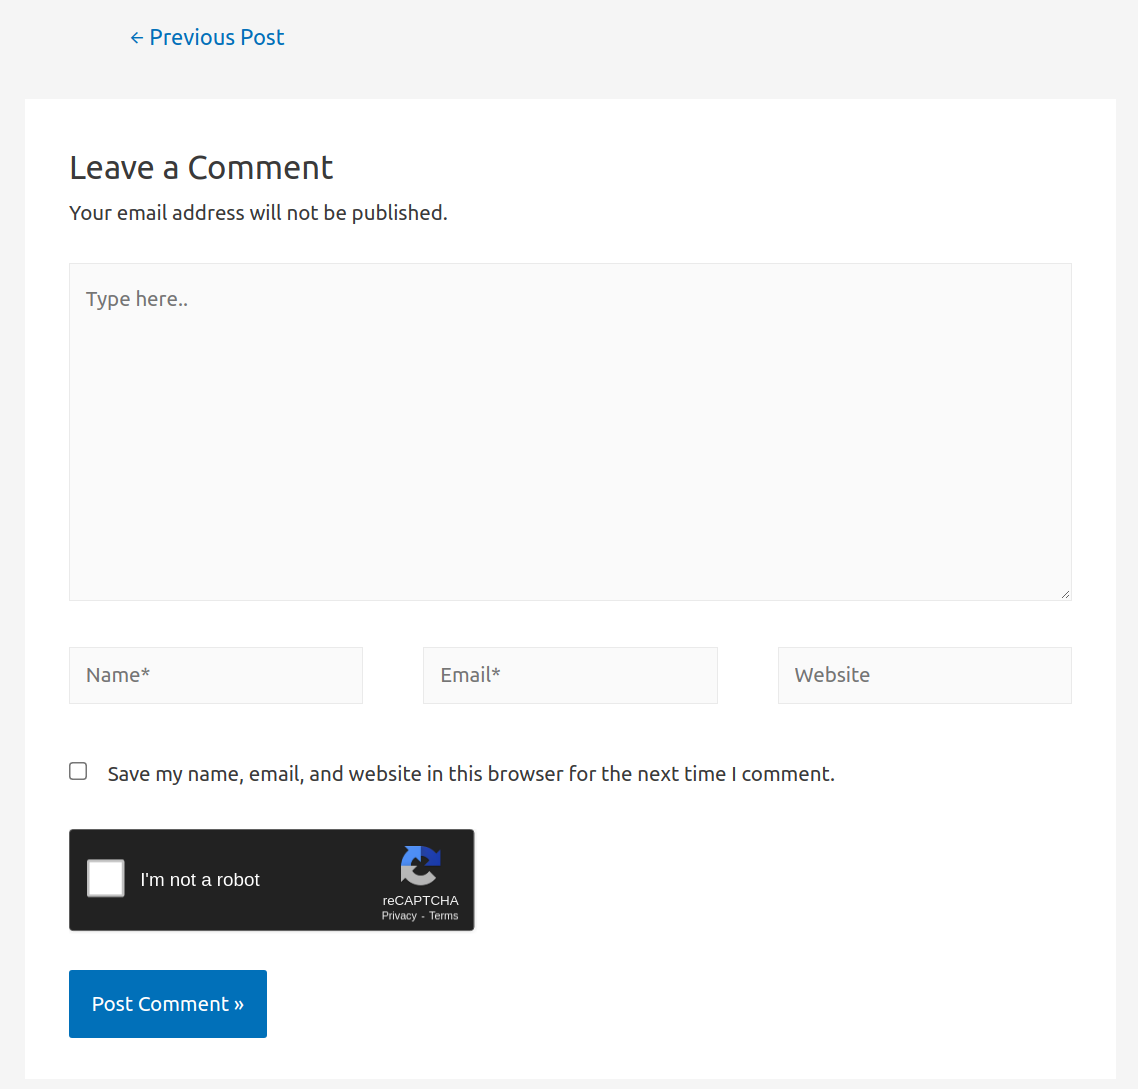 ← Previous Post
Leave a Comment
Your email address will not be published.
Type here..
Name* Email* Website
Save my name, email, and website in this browser for the next time I comment.
I'm not a robot
reCAPTCHA
Privacy - Terms
Post Comment »